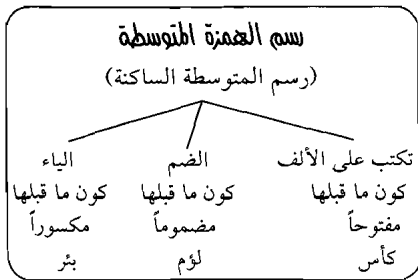 رسم الهمزة المتوسطة
(رسم المتوسطة الساكنة)
تكتب على الألف الضم الياء
كون ما قبلها كون ما قبلها كون ما قبلها
مفتوحاً مضموماً مكسوراً
كأس لؤم بئر